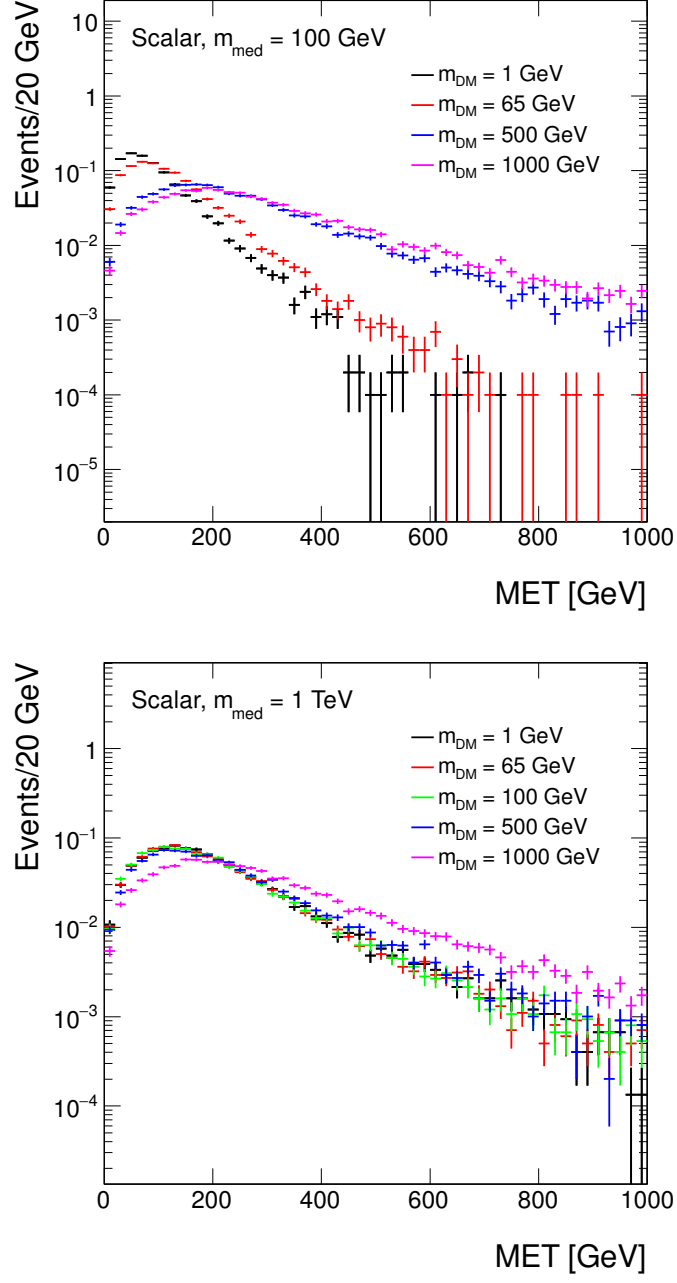 Events/20 GeV
Scalar, m_med = 100 GeV
m_DM = 1 GeV
m_DM = 65 GeV
m_DM = 500 GeV
m_DM = 1000 GeV
10
1
10^−1
10^−2
10^−3
10^−4
10^−5
0 200 400 600 800 1000
MET [GeV]
Events/20 GeV
Scalar, m_med = 1 TeV
m_DM = 1 GeV
m_DM = 65 GeV
m_DM = 100 GeV
m_DM = 500 GeV
m_DM = 1000 GeV
1
10^−1
10^−2
10^−3
10^−4
0 200 400 600 800 1000
MET [GeV]